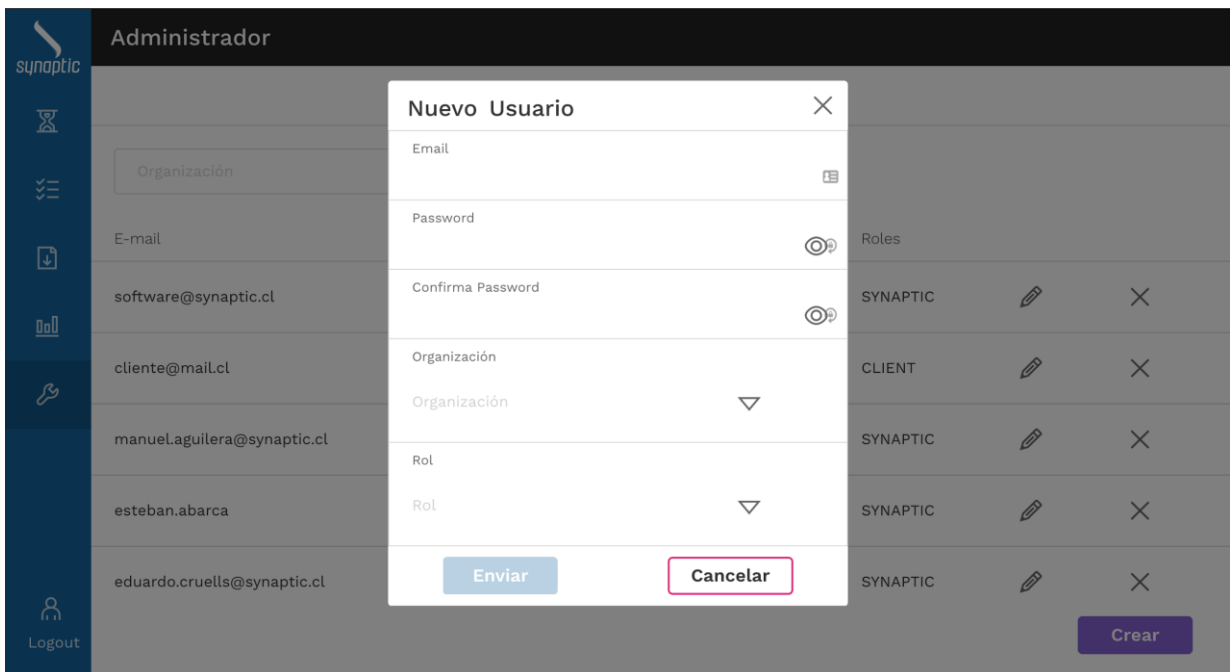 synaptic
Administrador
Nuevo Usuario
Email
Organización
Password
E-mail
Roles
Confirma Password
software@synaptic.cl
SYNAPTIC
Organización
cliente@mail.cl
CLIENT
Organización
manuel.aguilera@synaptic.cl
SYNAPTIC
Rol
Rol
esteban.abarca
SYNAPTIC
Enviar
Cancelar
eduardo.cruells@synaptic.cl
SYNAPTIC
Logout
Crear